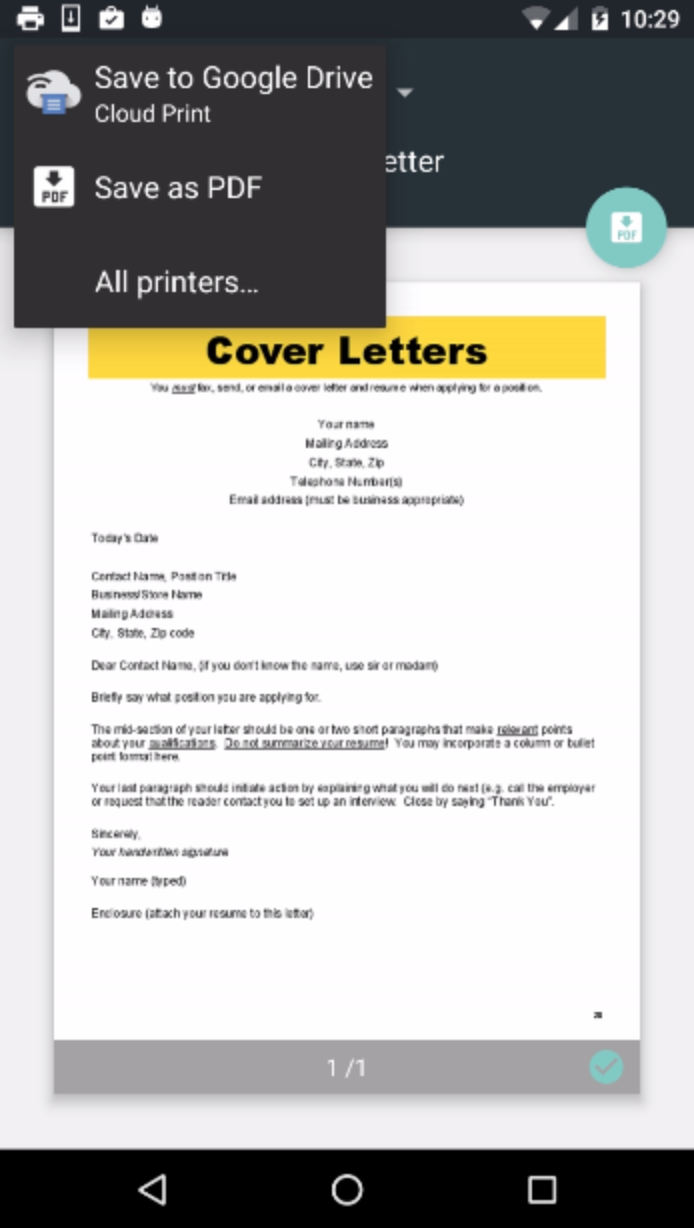 10:29
Save to Google Drive
Cloud Print
etter
Save as PDF
PDF
PDF
All printers...
Cover Letters
You must fax, send, or email a cover letter and resume when applying for a position.
Your name
Mailing Address
City, State, Zip
Telephone Number(s)
Email address (must be business appropriate)
Today's Date
Contact Name, Position Title
Business/Store Name
Mailing Address
City, State, Zip code
Dear Contact Name, (if you don't know the name, use sir or madam)
Briefly say what position you are applying for.
The mid-section of your letter should be one or two short paragraphs that make relevant points
about your qualifications. Do not summarize your resume! You may incorporate a column or bullet
point format here.
Your last paragraph should initiate action by explaining what you will do next (e.g. call the employer
or request that the reader contact you to set up an interview. Close by saying "Thank You".
Sincerely,
Your handwritten signature
Your name (typed)
Enclosure (attach your resume to this letter)
1 /1